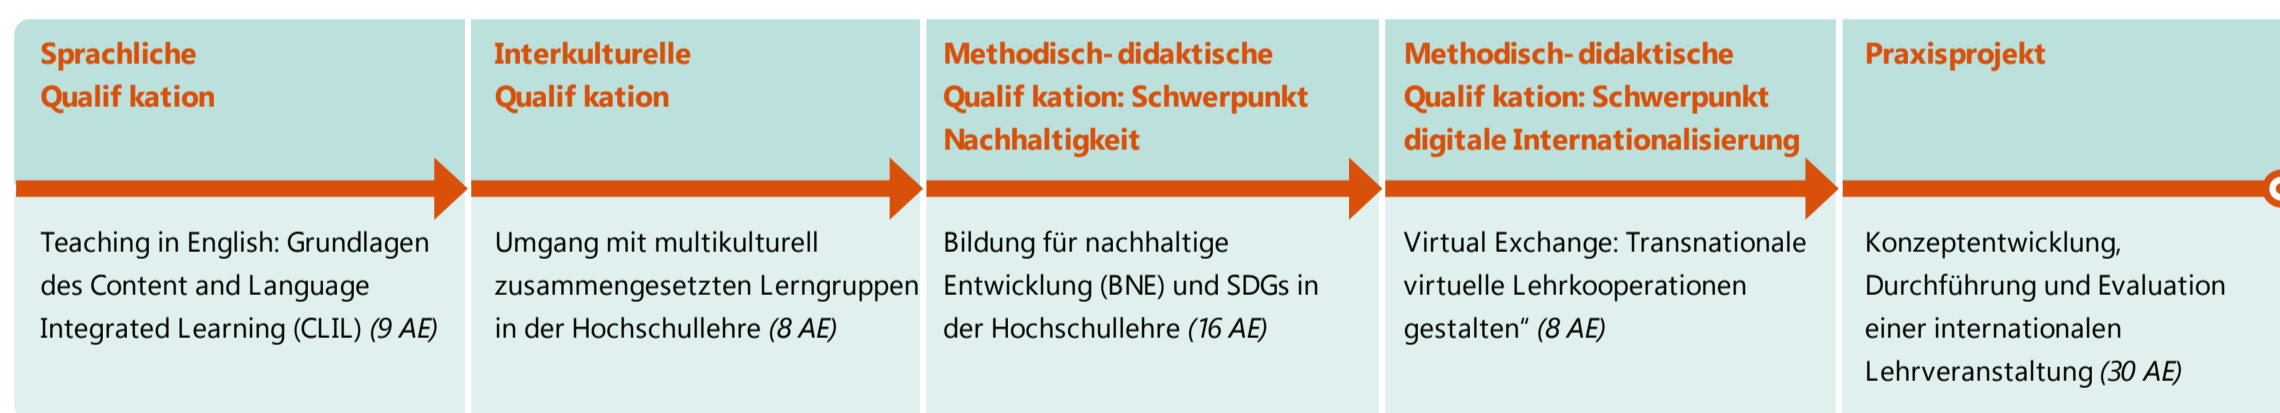 Sprachliche
Qualif kation
Teaching in English: Grundlagen
des Content and Language
Integrated Learning (CLIL) (9 AE)
Interkulturelle
Qualif kation
Umgang mit multikulturell
zusammengesetzten Lerngruppen
in der Hochschullehre (8 AE)
Methodisch- didaktische
Qualif kation: Schwerpunkt
Nachhaltigkeit
Bildung für nachhaltige
Entwicklung (BNE) und SDGs in
der Hochschullehre (16 AE)
Methodisch- didaktische
Qualif kation: Schwerpunkt
digitale Internationalisierung
Virtual Exchange: Transnationale
virtuelle Lehrkooperationen
gestalten“ (8 AE)
Praxisprojekt
Konzeptentwicklung,
Durchführung und Evaluation
einer internationalen
Lehrveranstaltung (30 AE)